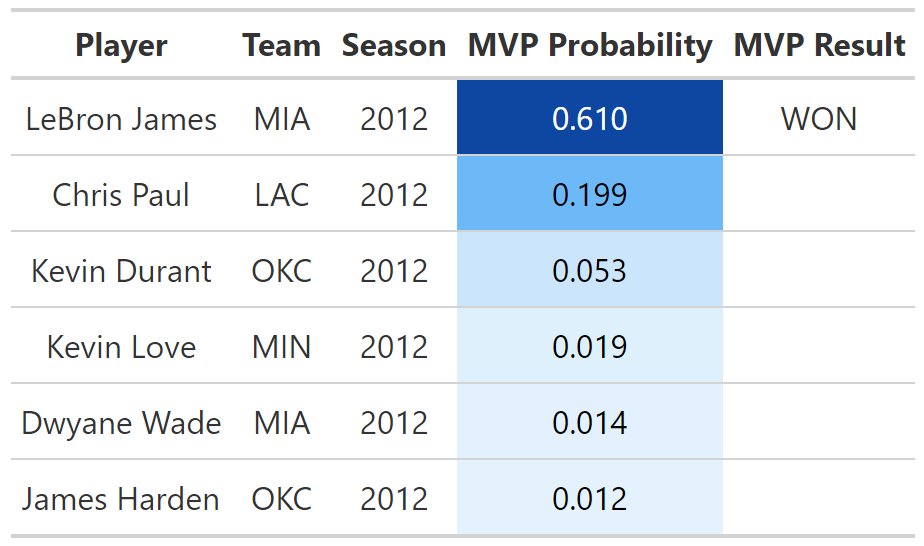 Player Team Season MVP Probability MVP Result
LeBron James MIA 2012 0.610 WON
Chris Paul LAC 2012 0.199
Kevin Durant OKC 2012 0.053
Kevin Love MIN 2012 0.019
Dwyane Wade MIA 2012 0.014
James Harden OKC 2012 0.012